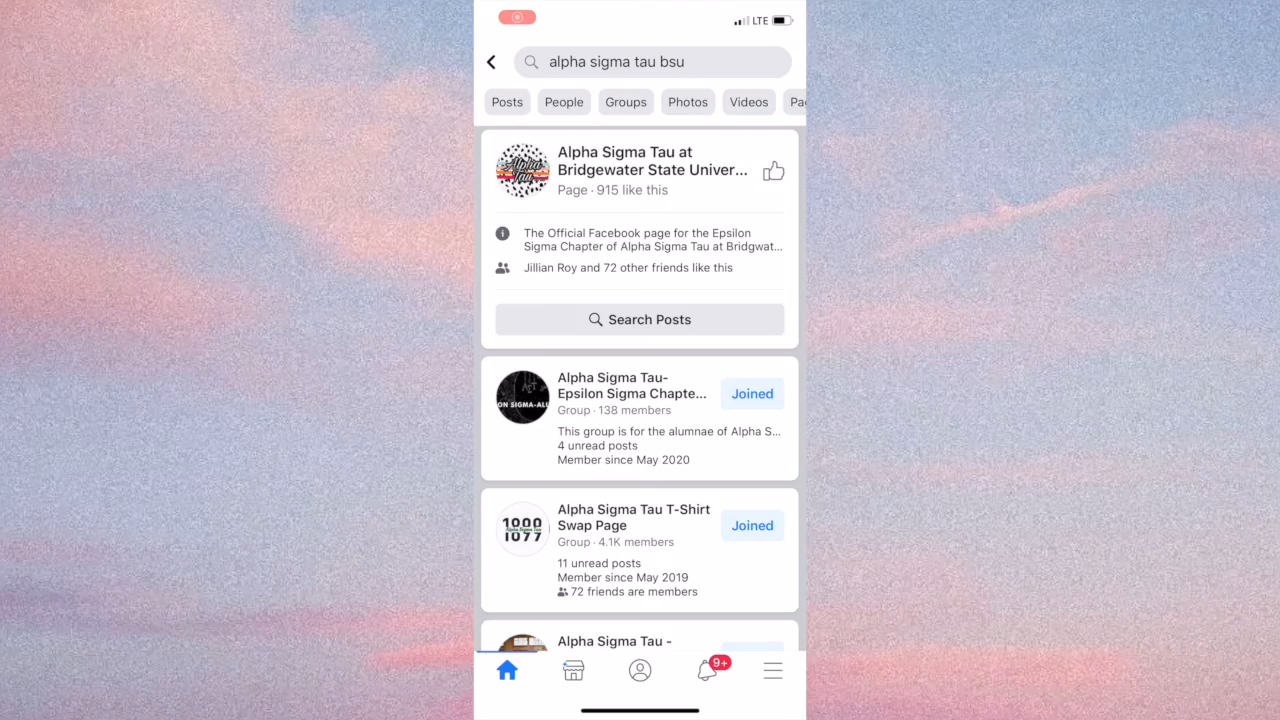 LTE
alpha sigma tau bsu
Posts
People
Groups
Photos
Videos
Alpha Sigma Tau at
Bridgewater State Univer...
Page · 915 like this
The Official Facebook page for the Epsilon
Sigma Chapter of Alpha Sigma Tau at Bridgwat...
Jillian Roy and 72 other friends like this
Search Posts
Alpha Sigma Tau-
Epsilon Sigma Chapte...
Joined
Group · 138 members
This group is for the alumnae of Alpha S...
4 unread posts
Member since May 2020
Alpha Sigma Tau T-Shirt
Swap Page
Joined
Group · 4.1K members
11 unread posts
Member since May 2019
72 friends are members
Alpha Sigma Tau -
9+